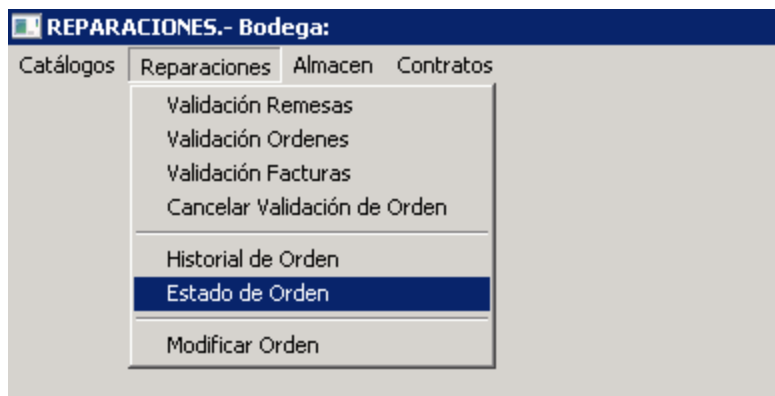 REPARACIONES.- Bodega:
Catálogos Reparaciones Almacen Contratos
Validación Remesas
Validación Ordenes
Validación Facturas
Cancelar Validación de Orden
Historial de Orden
Estado de Orden
Modificar Orden